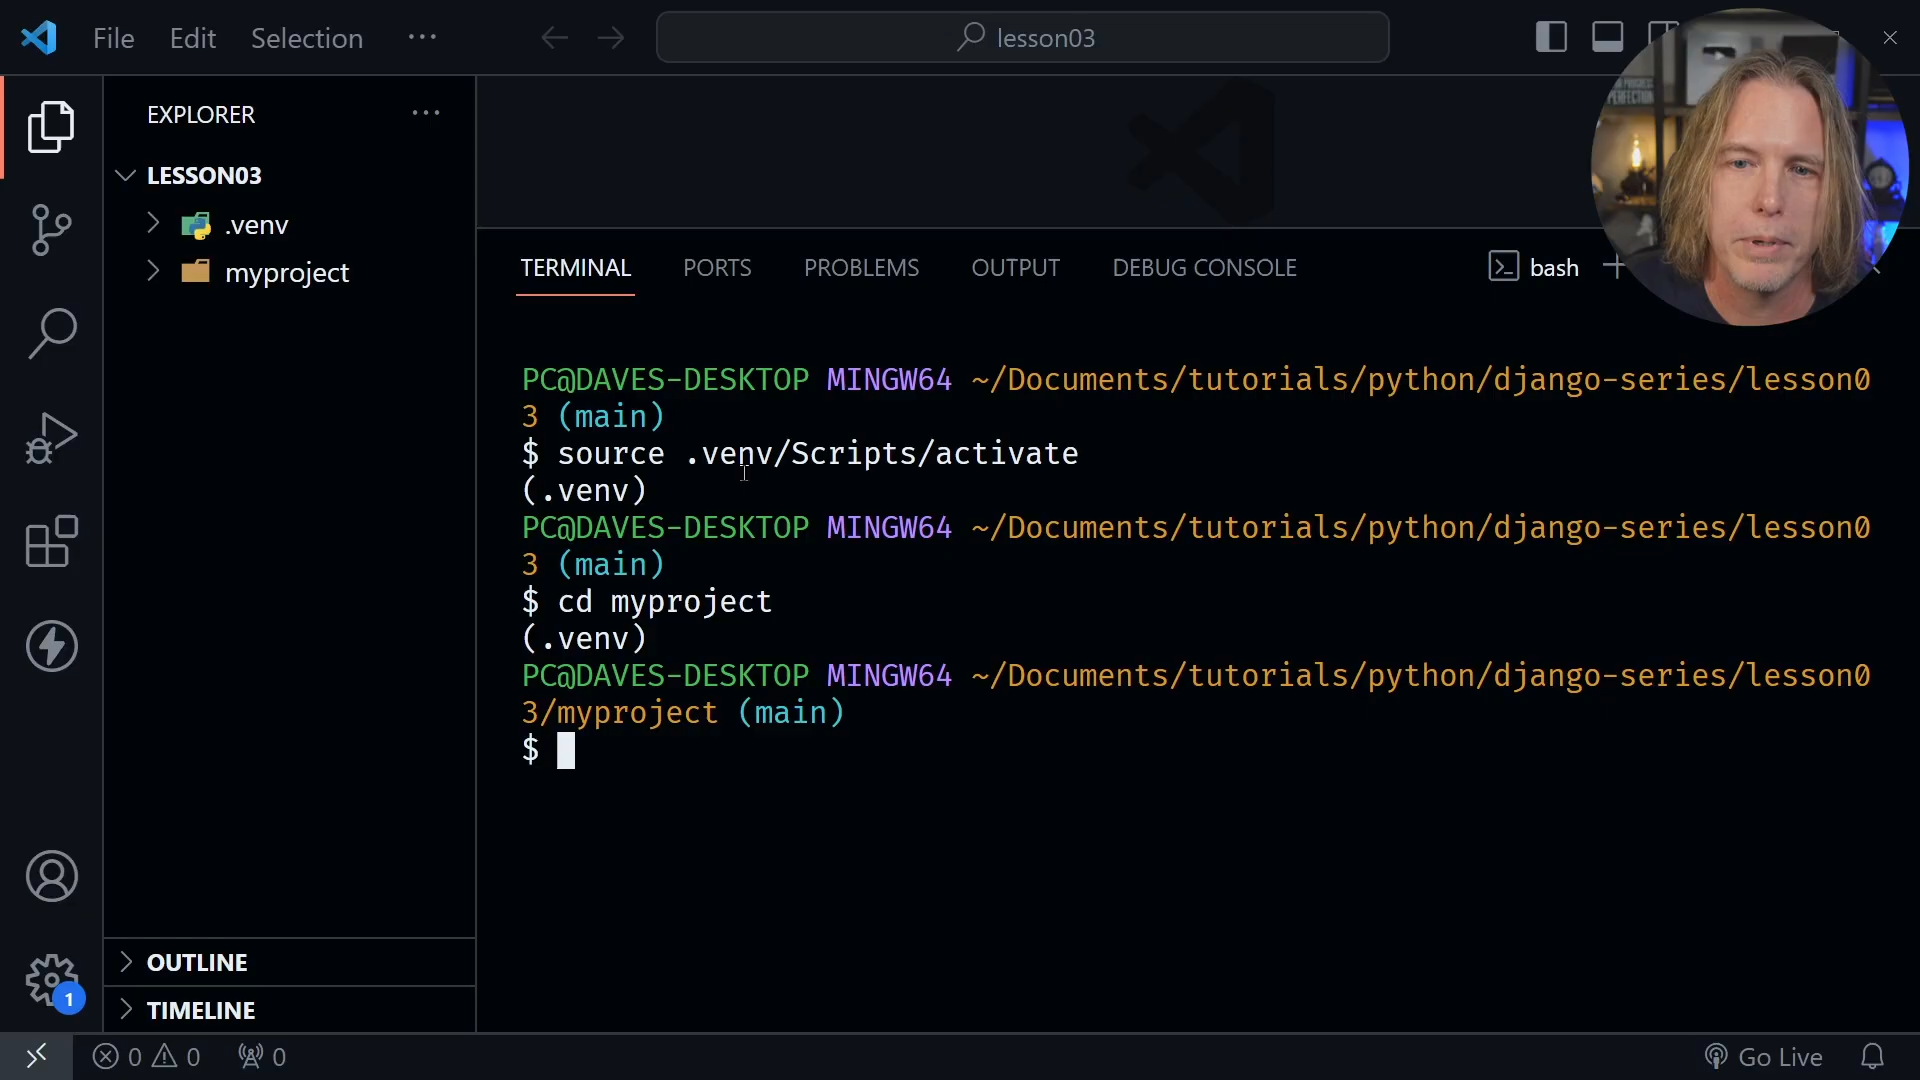 File Edit Selection ···
lesson03
EXPLORER ···
LESSON03
.venv
myproject
TERMINAL PORTS PROBLEMS OUTPUT DEBUG CONSOLE
bash
PC@DAVES-DESKTOP MINGW64 ~/Documents/tutorials/python/django-series/lesson0
3 (main)
$ source .venv/Scripts/activate
(.venv)
PC@DAVES-DESKTOP MINGW64 ~/Documents/tutorials/python/django-series/lesson0
3 (main)
$ cd myproject
(.venv)
PC@DAVES-DESKTOP MINGW64 ~/Documents/tutorials/python/django-series/lesson0
3/myproject (main)
$
OUTLINE
1
TIMELINE
0 0 0
Go Live